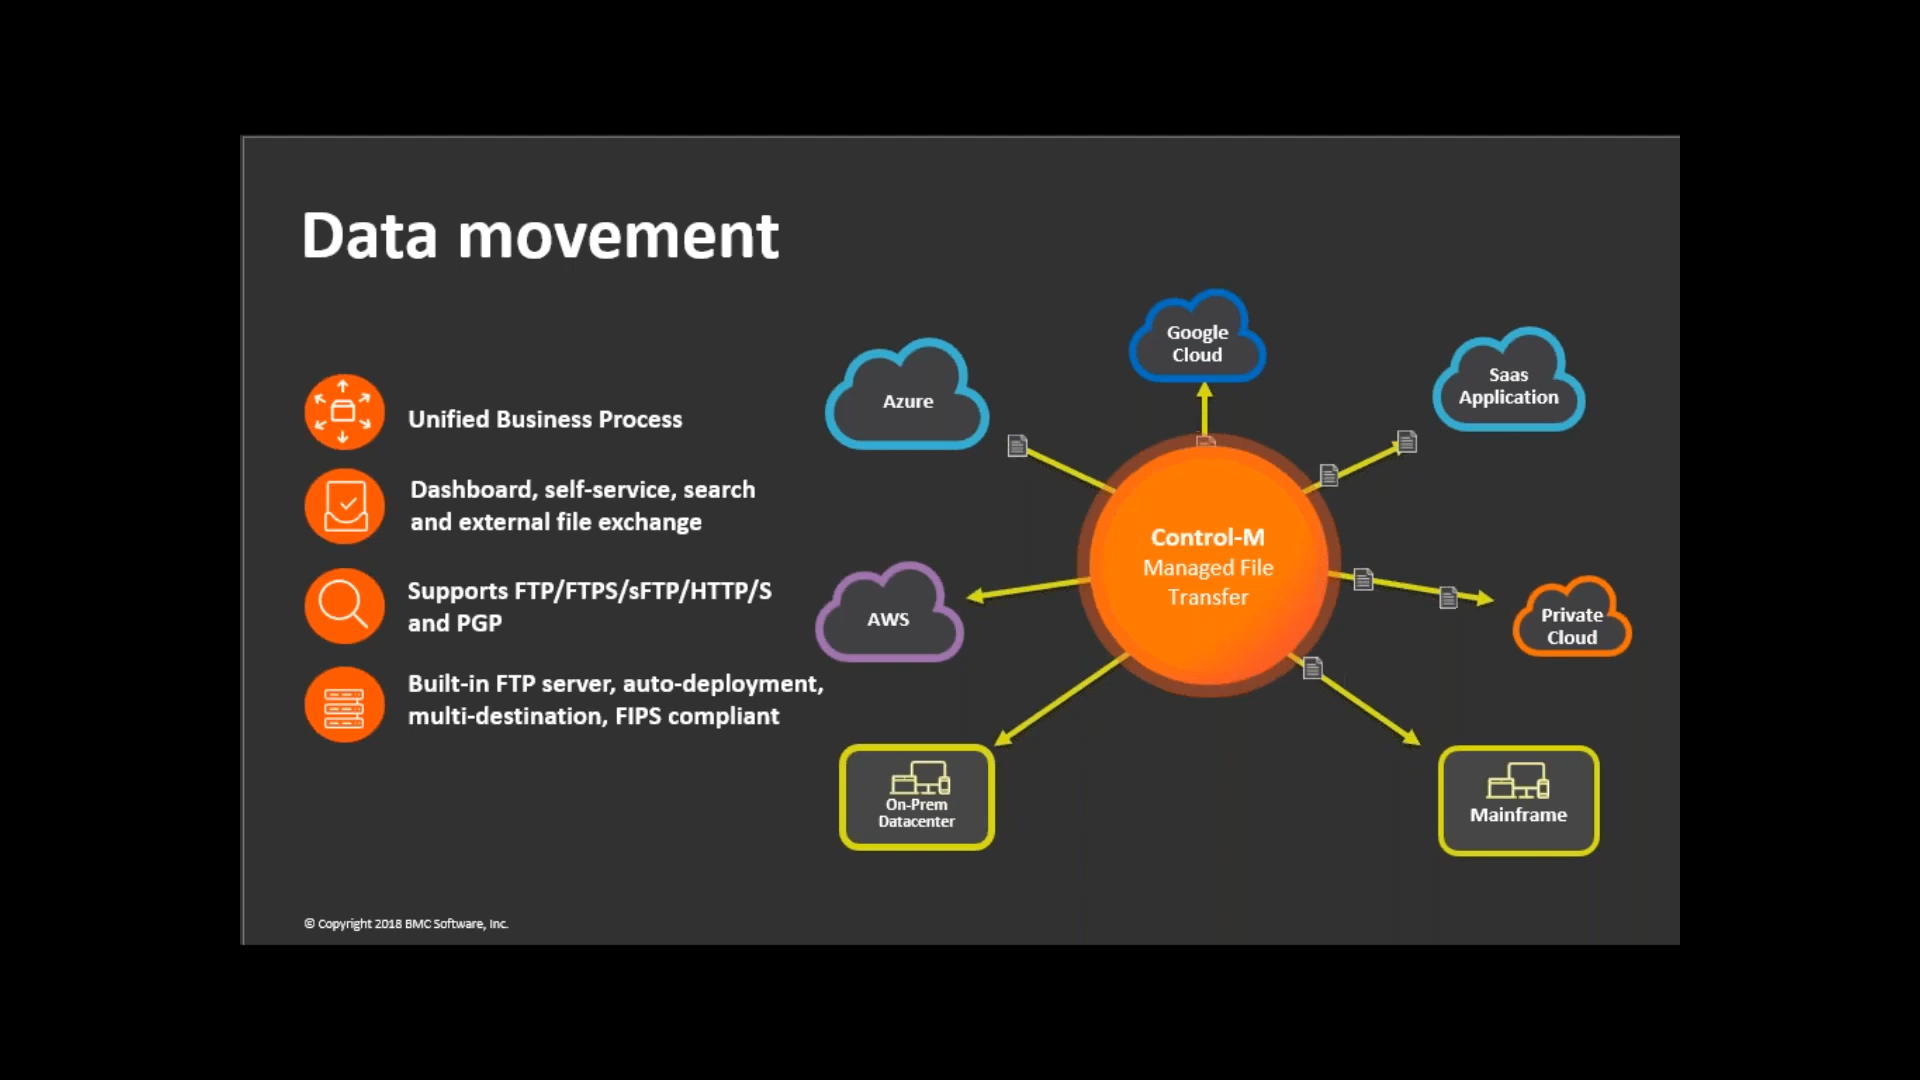 Data movement
Unified Business Process
Dashboard, self-service, search
and external file exchange
Supports FTP/FTPS/sFTP/HTTP/S
and PGP
Built-in FTP server, auto-deployment,
multi-destination, FIPS compliant
Azure
Google
Cloud
Saas
Application
Control-M
Managed File
Transfer
AWS
Private
Cloud
On-Prem
Datacenter
Mainframe
© Copyright 2018 BMC Software, Inc.